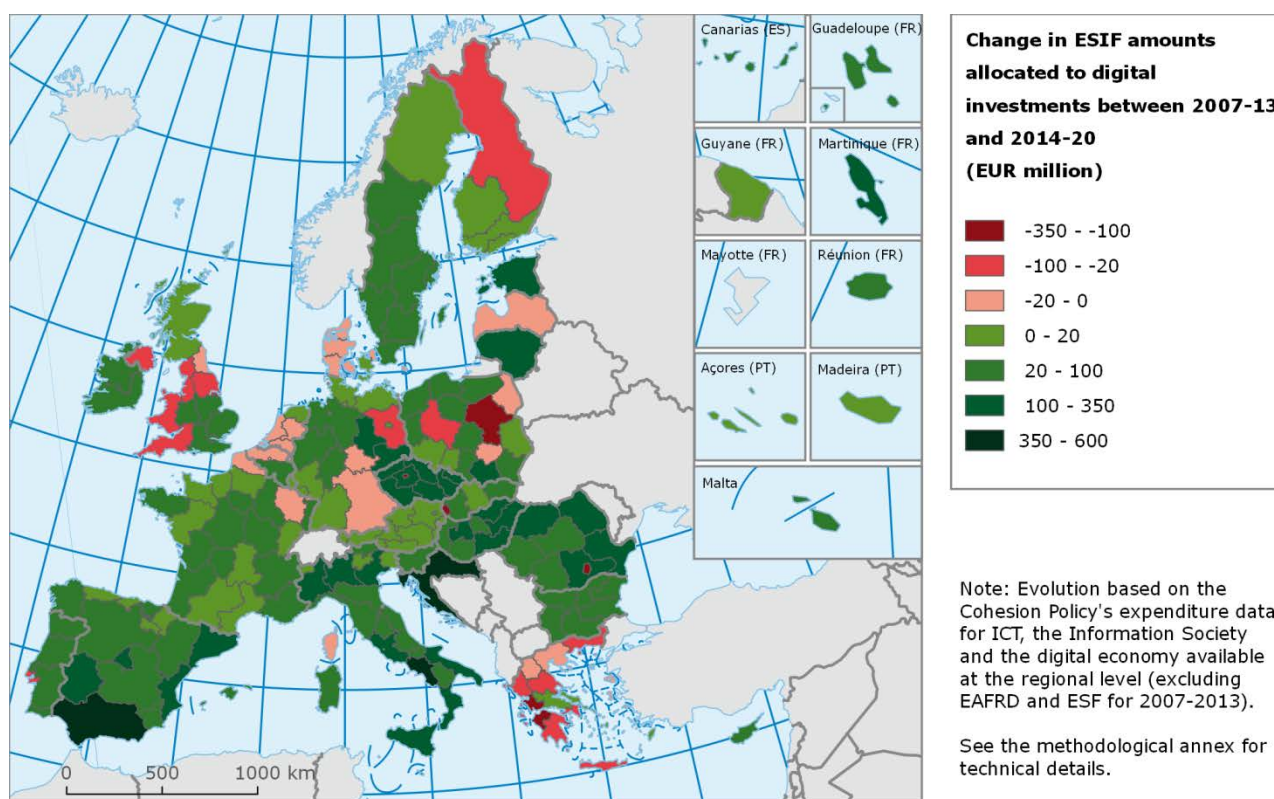 Canarias (ES)
Guadeloupe (FR)
Guyane (FR)
Martinique (FR)
Mayotte (FR)
Réunion (FR)
Açores (PT)
Madeira (PT)
Malta
0 500 1000 km
Change in ESIF amounts
allocated to digital
investments between 2007-13
and 2014-20
(EUR million)
-350 - -100
-100 - -20
-20 - 0
0 - 20
20 - 100
100 - 350
350 - 600
Note: Evolution based on the
Cohesion Policy's expenditure data
for ICT, the Information Society
and the digital economy available
at the regional level (excluding
EAFRD and ESF for 2007-2013).
See the methodological annex for
technical details.